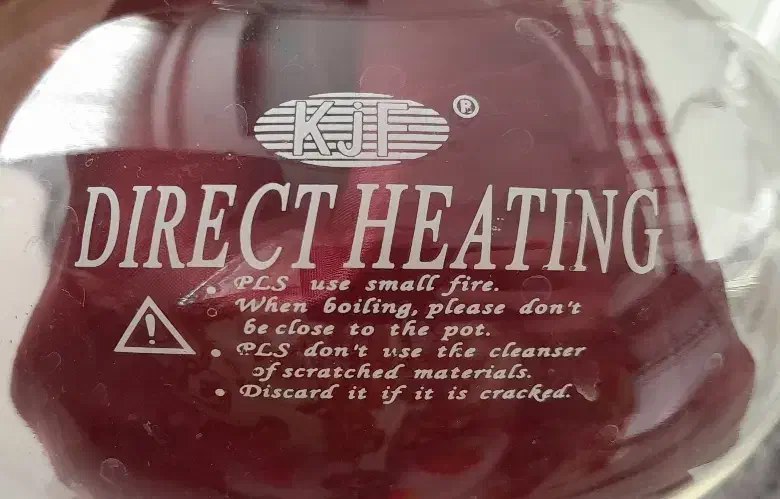 KjF ®
DIRECT HEATING
• PLS use small fire.
• When boiling, please don't
be close to the pot.
! • PLS don't use the cleanser
of scratched materials.
• Discard it if it is cracked.